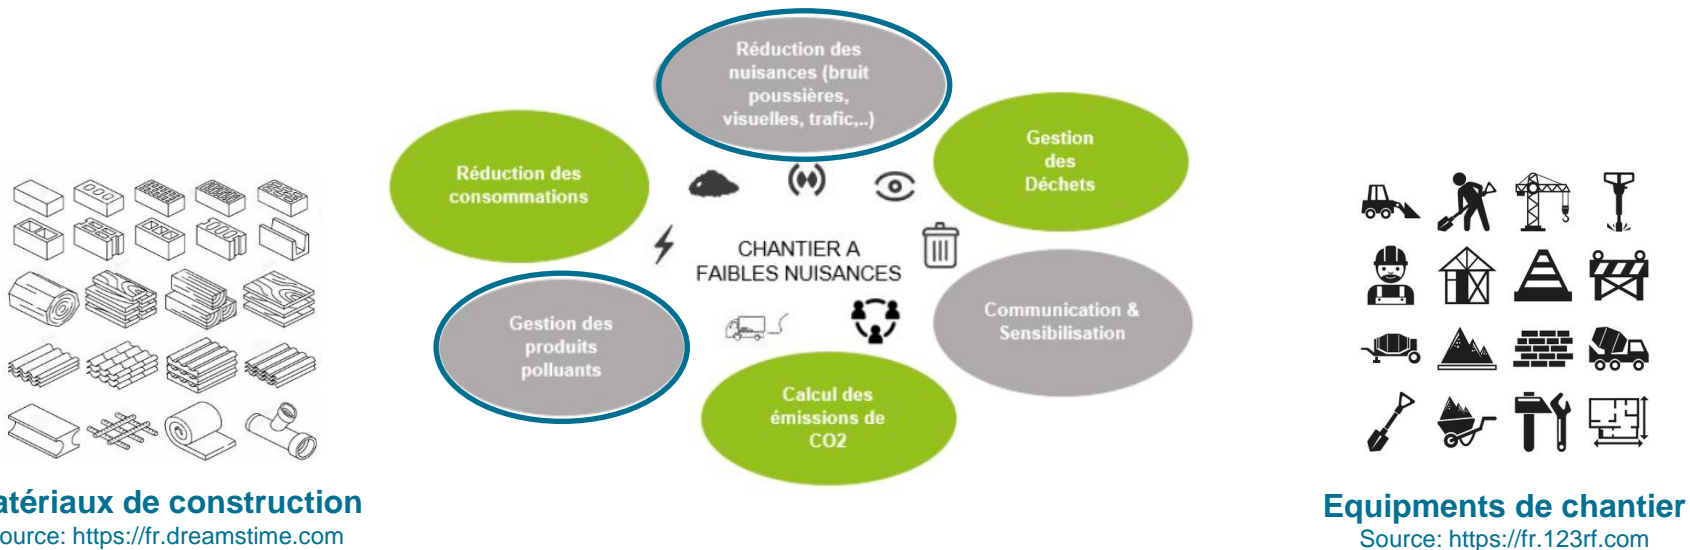 Réduction des
nuisances (bruit
poussières,
visuelles, trafic,..)
Réduction des
consommations
Gestion
des
Déchets
CHANTIER A
FAIBLES NUISANCES
Gestion des
produits
polluants
Communication &
Sensibilisation
Calcul des
émissions de
CO2
atériaux de construction
ource: https://fr.dreamstime.com
Equipments de chantier
Source: https://fr.123rf.com